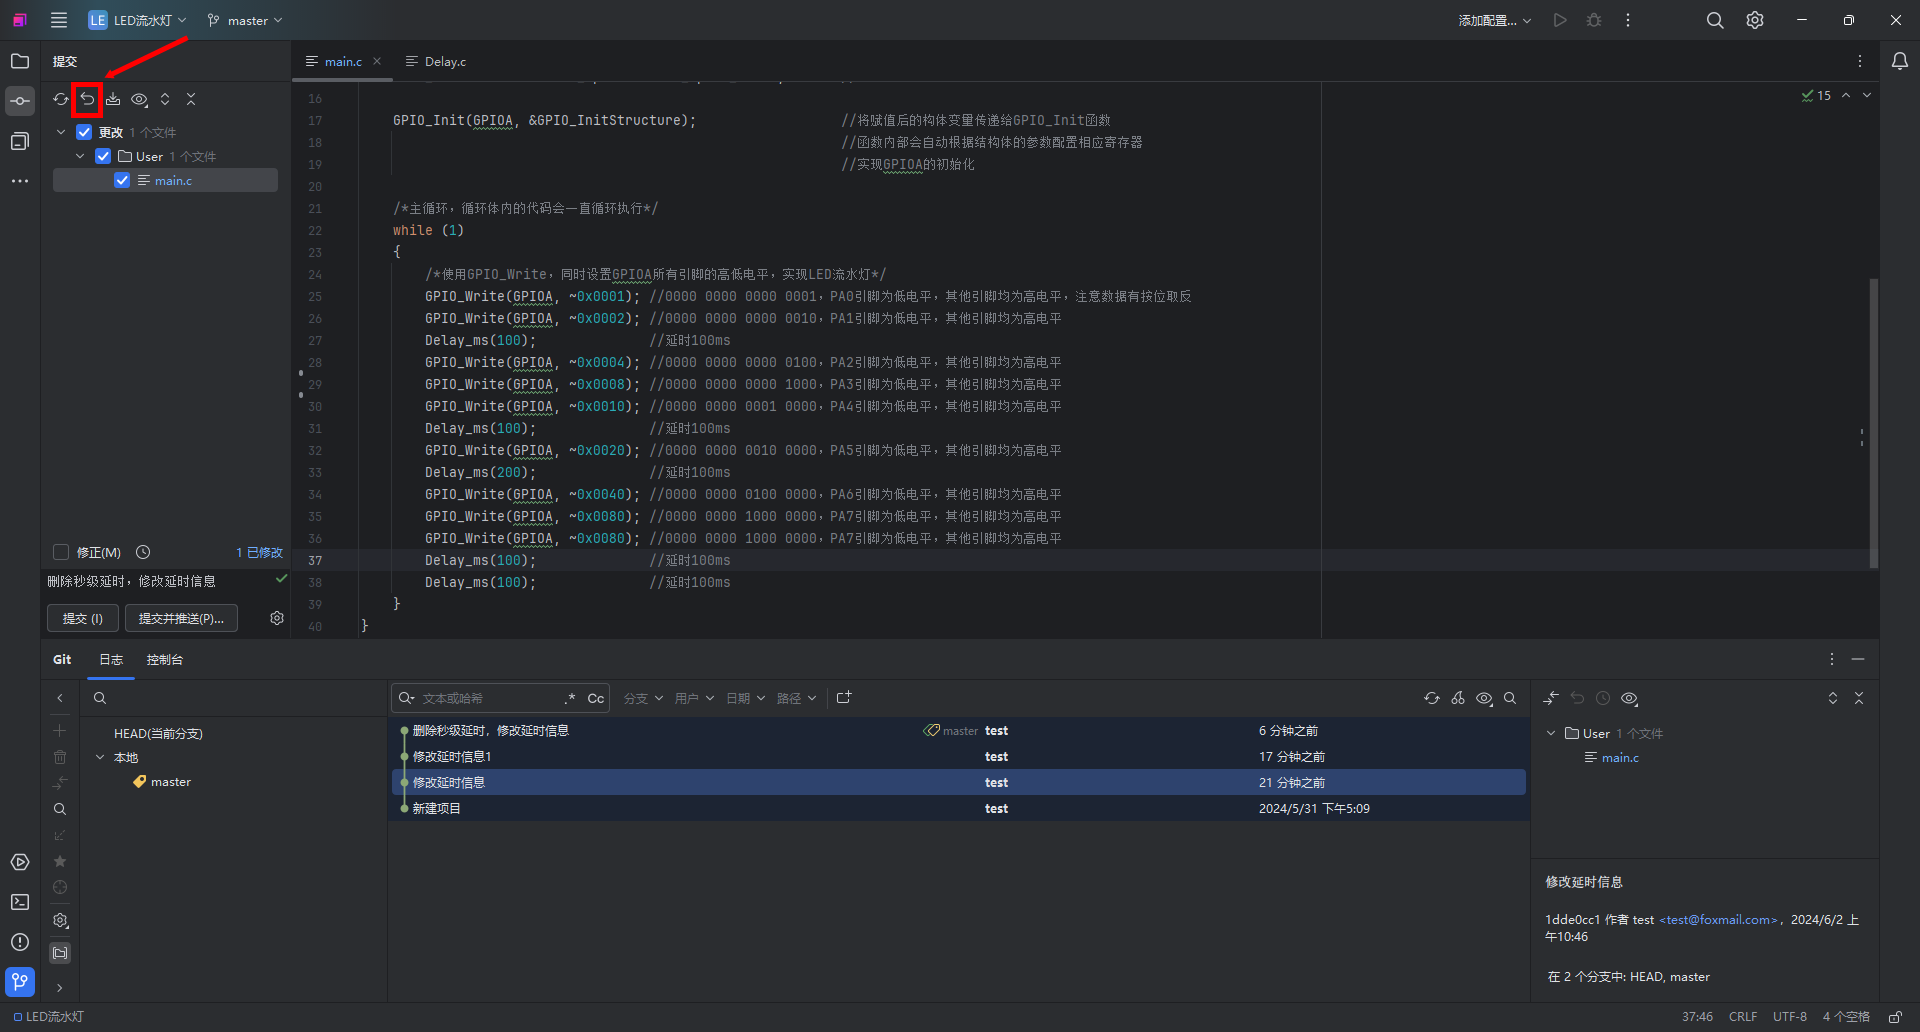 LE LED流水灯 master 添加配置...
提交
main.c Delay.c
更改 1 个文件
User 1 个文件
main.c
15
16
17 GPIO_Init(GPIOA, &GPIO_InitStructure); //将赋值后的构体变量传递给GPIO_Init函数
18 //函数内部会自动根据结构体的参数配置相应寄存器
19 //实现GPIOA的初始化
20
21 /*主循环，循环体内的代码会一直循环执行*/
22 while (1)
23 {
24 /*使用GPIO_Write，同时设置GPIOA所有引脚的高低电平，实现LED流水灯*/
25 GPIO_Write(GPIOA, ~0x0001); //0000 0000 0000 0001，PA0引脚为低电平，其他引脚均为高电平，注意数据有按位取反
26 GPIO_Write(GPIOA, ~0x0002); //0000 0000 0000 0010，PA1引脚为低电平，其他引脚均为高电平
27 Delay_ms(100); //延时100ms
28 GPIO_Write(GPIOA, ~0x0004); //0000 0000 0000 0100，PA2引脚为低电平，其他引脚均为高电平
29 GPIO_Write(GPIOA, ~0x0008); //0000 0000 0000 1000，PA3引脚为低电平，其他引脚均为高电平
30 GPIO_Write(GPIOA, ~0x0010); //0000 0000 0001 0000，PA4引脚为低电平，其他引脚均为高电平
31 Delay_ms(100); //延时100ms
32 GPIO_Write(GPIOA, ~0x0020); //0000 0000 0010 0000，PA5引脚为低电平，其他引脚均为高电平
33 Delay_ms(200); //延时100ms
34 GPIO_Write(GPIOA, ~0x0040); //0000 0000 0100 0000，PA6引脚为低电平，其他引脚均为高电平
35 GPIO_Write(GPIOA, ~0x0080); //0000 0000 1000 0000，PA7引脚为低电平，其他引脚均为高电平
36 GPIO_Write(GPIOA, ~0x0080); //0000 0000 1000 0000，PA7引脚为低电平，其他引脚均为高电平
37 Delay_ms(100); //延时100ms
38 Delay_ms(100); //延时100ms
39 }
40 }
修正(M) 1 已修改
删除秒级延时，修改延时信息
提交 (I) 提交并推送(P)...
Git 日志 控制台
文本或哈希 .* Cc 分支 用户 日期 路径
HEAD(当前分支)
本地
master
删除秒级延时，修改延时信息 master test 6 分钟之前
修改延时信息1 test 17 分钟之前
修改延时信息 test 21 分钟之前
新建项目 test 2024/5/31 下午5:09
User 1 个文件
main.c
修改延时信息
1dde0cc1 作者 test <test@foxmail.com>，2024/6/2 上
午10:46
在 2 个分支中: HEAD, master
LED流水灯 37:46 CRLF UTF-8 4 个空格